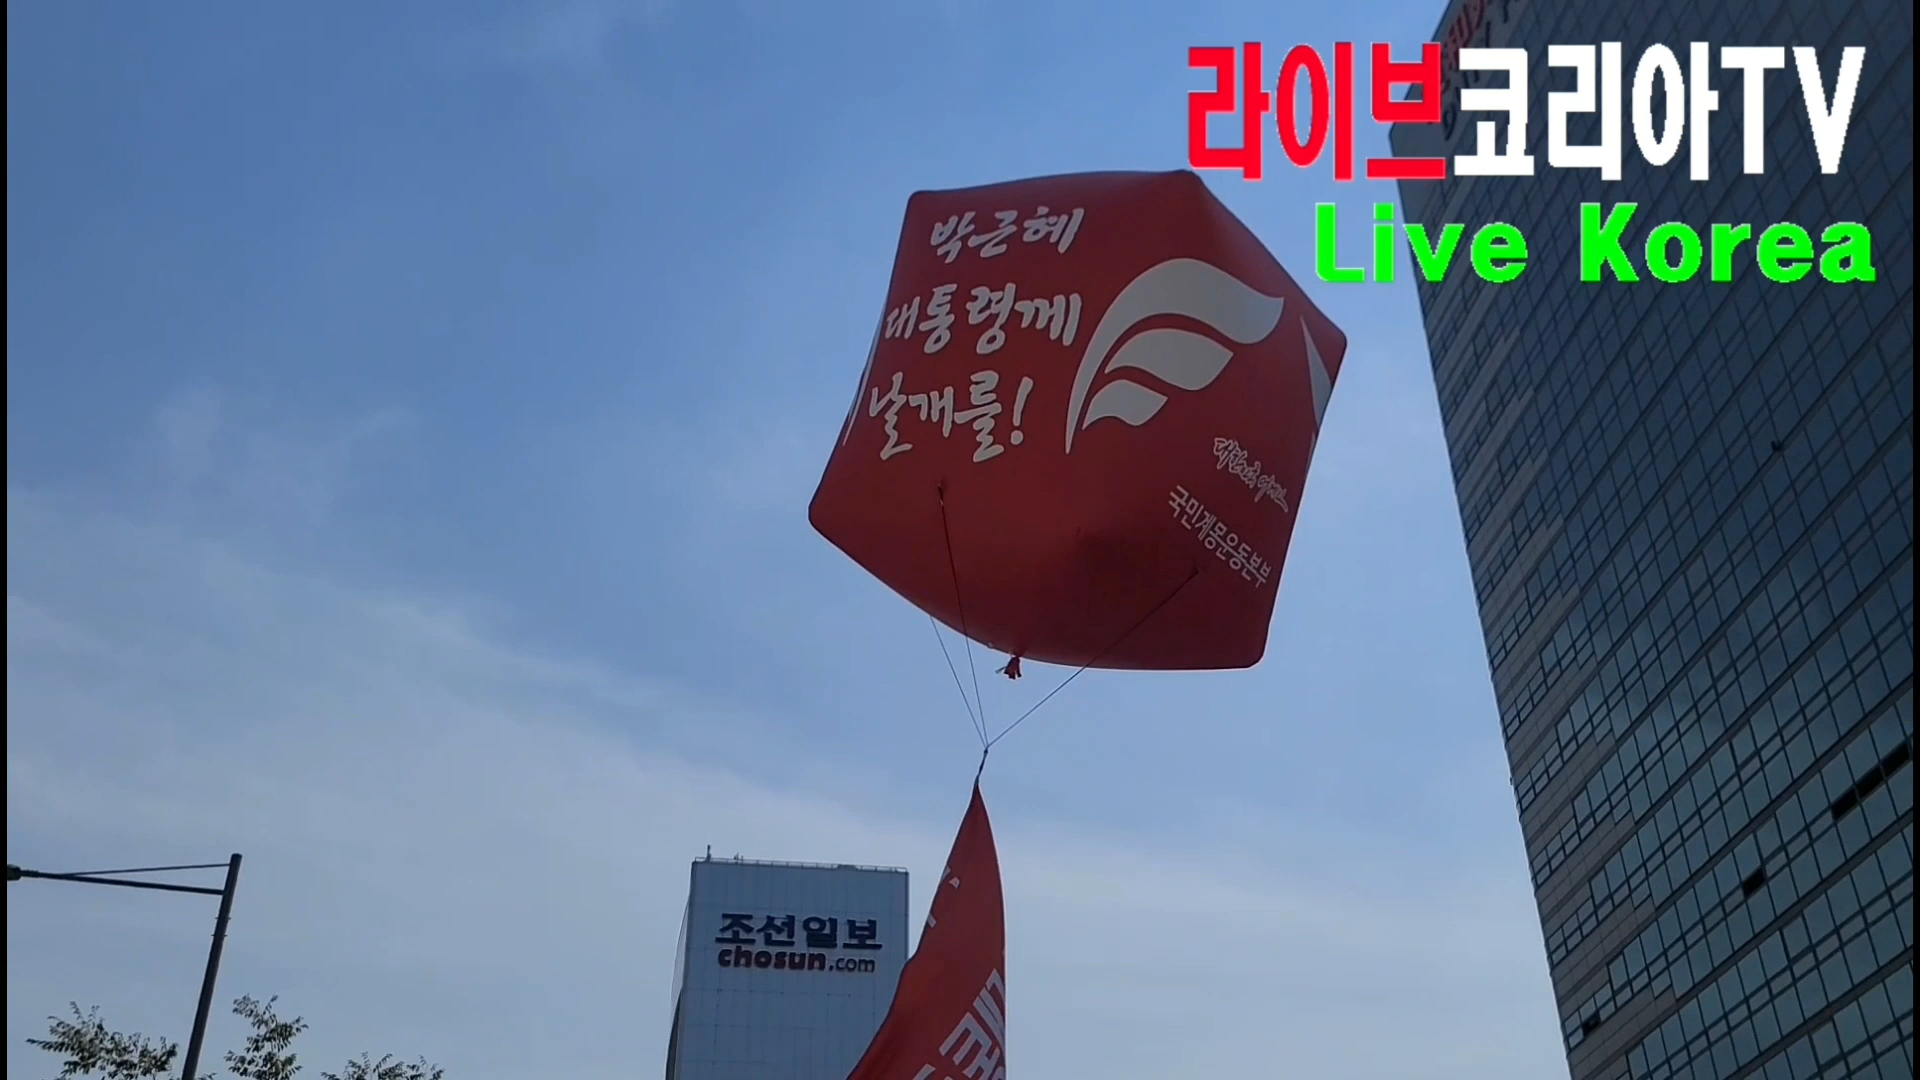 라이브코리아TV
Live Korea
박근혜
대통령께
날개를!
국민계몽운동본부
조선일보
chosun.com